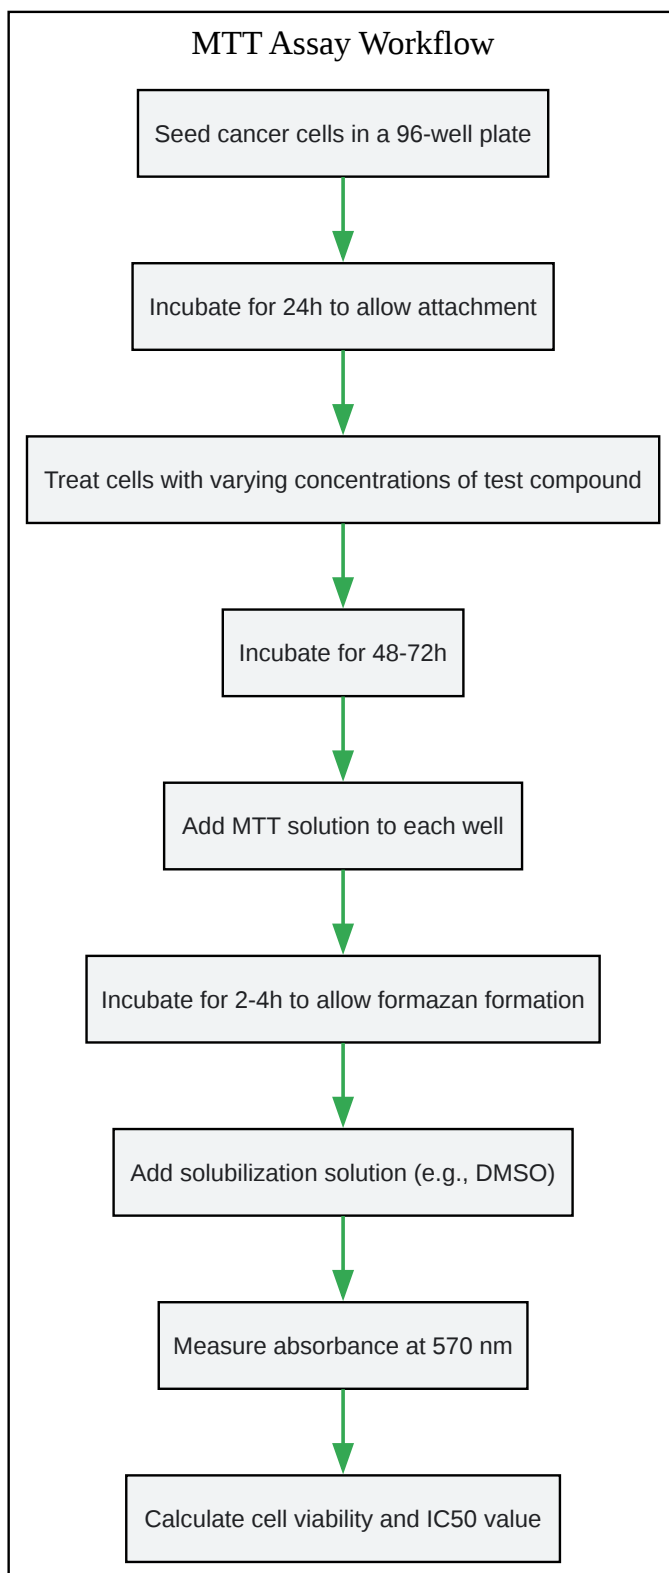 MTT Assay Workflow
Seed cancer cells in a 96-well plate
Incubate for 24h to allow attachment
Treat cells with varying concentrations of test compound
Incubate for 48-72h
Add MTT solution to each well
Incubate for 2-4h to allow formazan formation
Add solubilization solution (e.g., DMSO)
Measure absorbance at 570 nm
Calculate cell viability and IC50 value